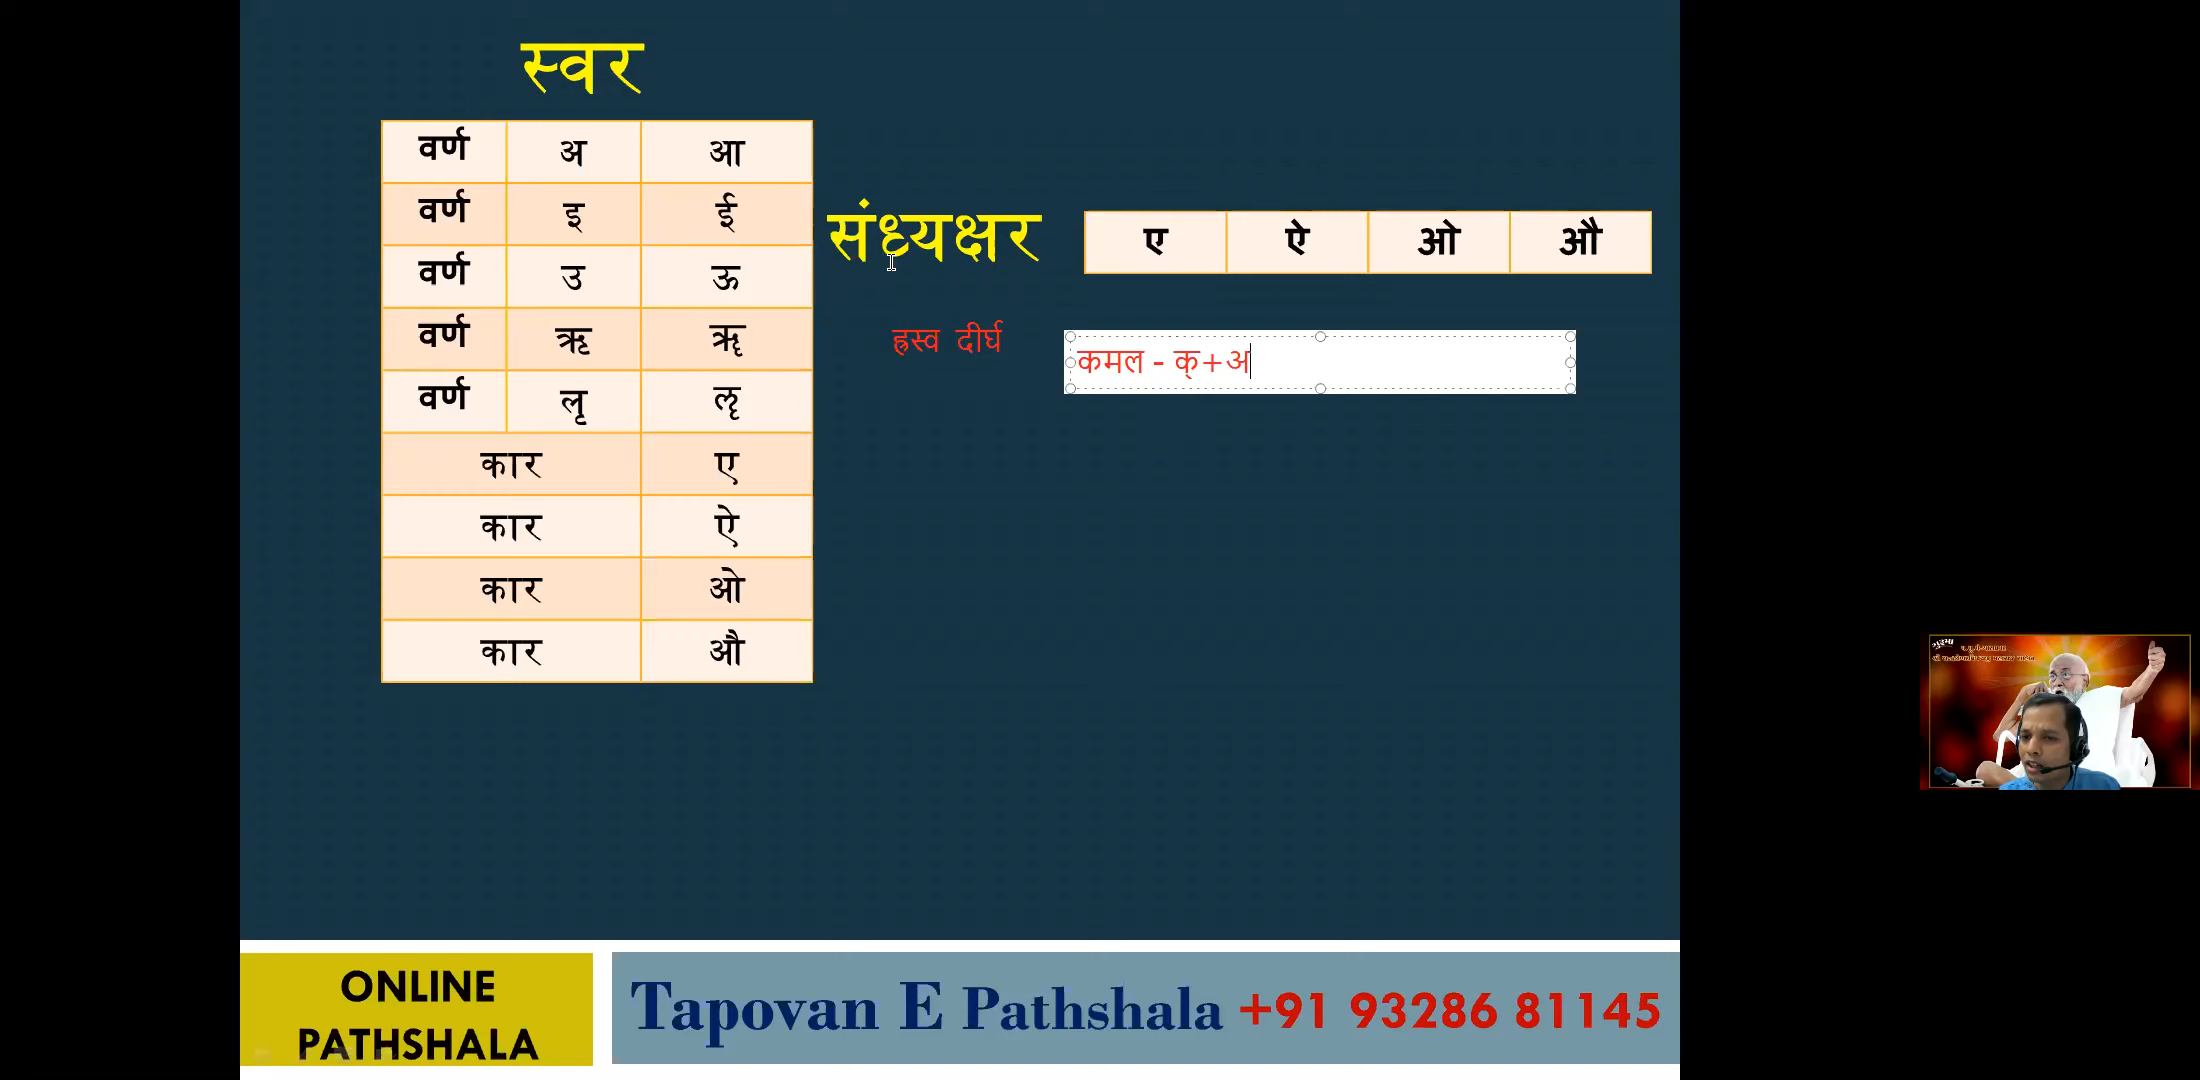 स्वर
वर्ण अ आ
वर्ण इ ई
वर्ण उ ऊ
वर्ण ऋ ॠ
वर्ण लृ ॡ
कार ए
कार ऐ
कार ओ
कार औ
संध्यक्षर ए ऐ ओ औ
ह्रस्व दीर्घ
कमल - क्+अ
ONLINE
PATHSHALA
Tapovan E Pathshala +91 93286 81145